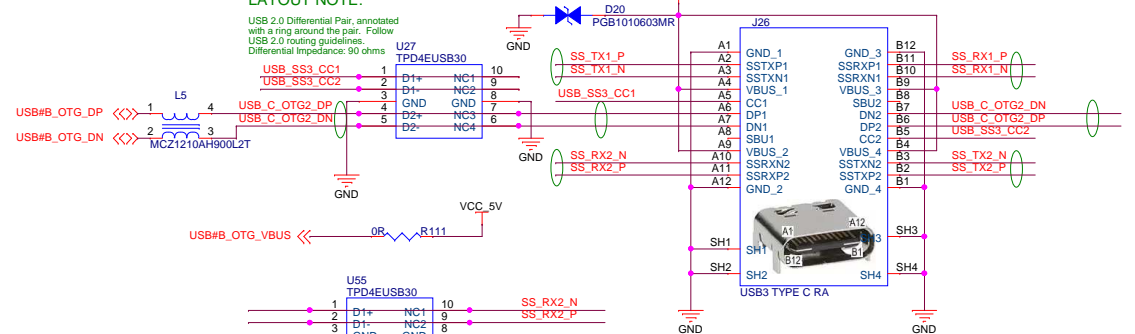 LAYOUT NOTE:
USB 2.0 Differential Pair, annotated
with a ring around the pair. Follow
USB 2.0 routing guidelines.
Differential Impedance: 90 ohms
D20
PGB1010603MR
GND
U27
TPD4EUSB30
USB_SS3_CC1 1 D1+ NC1 10
USB_SS3_CC2 2 D1- NC2 9
3 GND GND 8
USB_C_OTG2_DP 4 D2+ NC3 7
USB_C_OTG2_DN 5 D2- NC4 6
GND
GND
L5
USB#B_OTG_DP 1 4
USB#B_OTG_DN 2 3
MCZ1210AH900L2T
VCC_5V
USB#B_OTG_VBUS 0R R111
J26
A1 GND_1 GND_3 B12
SS_TX1_P A2 SSTXP1 SSRXP1 B11 SS_RX1_P
SS_TX1_N A3 SSTXN1 SSRXN1 B10 SS_RX1_N
A4 VBUS_1 VBUS_3 B9
USB_SS3_CC1 A5 CC1 SBU2 B8
A6 DP1 DN2 B7 USB_C_OTG2_DN
A7 DN1 DP2 B6 USB_C_OTG2_DP
A8 SBU1 CC2 B5 USB_SS3_CC2
A9 VBUS_2 VBUS_4 B4
SS_RX2_N A10 SSRXN2 SSTXN2 B3 SS_TX2_N
SS_RX2_P A11 SSRXP2 SSTXP2 B2 SS_TX2_P
A12 GND_2 GND_4 B1
A1 A12
B12 B1
SH1 SH1 SH3
SH2 SH2 SH4 SH4
USB3 TYPE C RA
GND
GND
U55
TPD4EUSB30
1 D1+ NC1 10 SS_RX2_N
2 D1- NC2 9 SS_RX2_P
3 GND GND 8